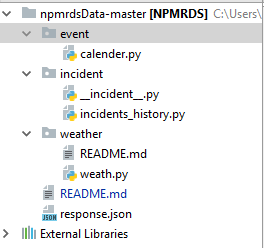 npmrdsData-master [NPMRDS] C:\Users\
event
calender.py
incident
__incident__.py
incidents_history.py
weather
README.md
weath.py
README.md
response.json
External Libraries